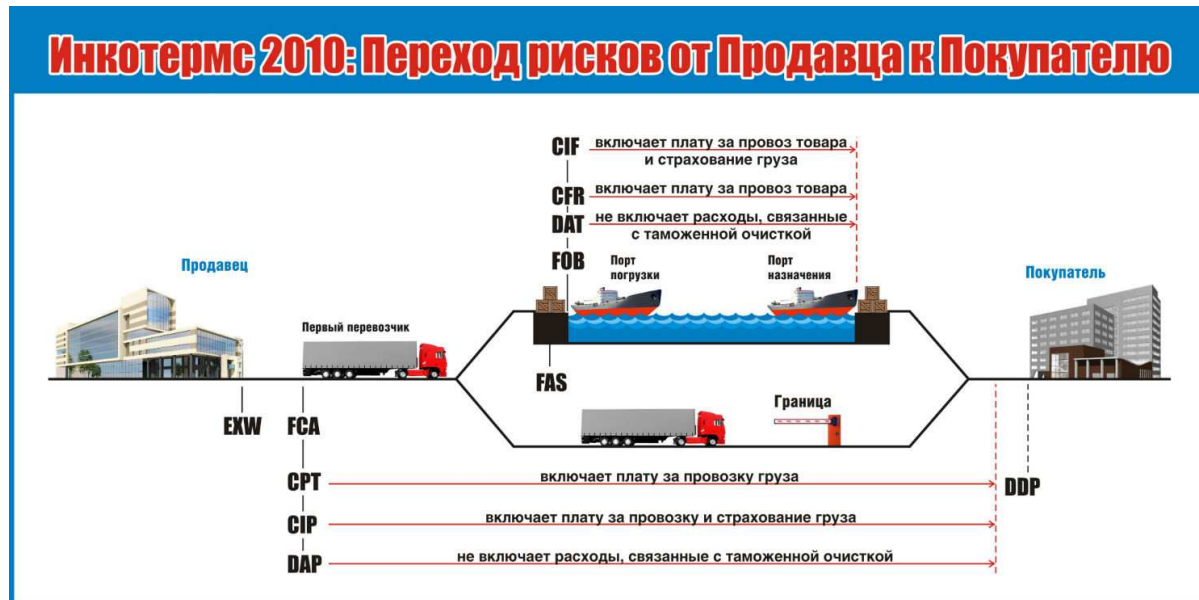 Инкотермс 2010: Переход рисков от Продавца к Покупателю
CIF
включает плату за провоз товара
и страхование груза
CFR
включает плату за провоз товара
DAT
не включает расходы, связанные
с таможенной очисткой
FOB
Порт
погрузки
Порт
назначения
Продавец
Покупатель
Первый перевозчик
FAS
Граница
EXW
FCA
CPT
включает плату за провозку груза
DDP
CIP
включает плату за провозку и страхование груза
DAP
не включает расходы, связанные с таможенной очисткой